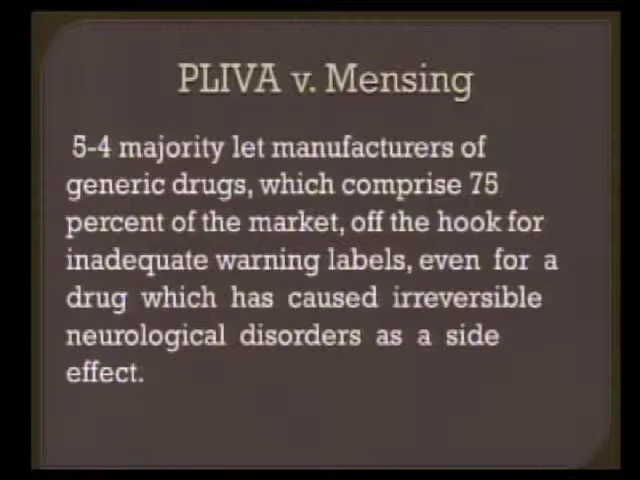 PLIVA v. Mensing
5-4 majority let manufacturers of
generic drugs, which comprise 75
percent of the market, off the hook for
inadequate warning labels, even for a
drug which has caused irreversible
neurological disorders as a side
effect.